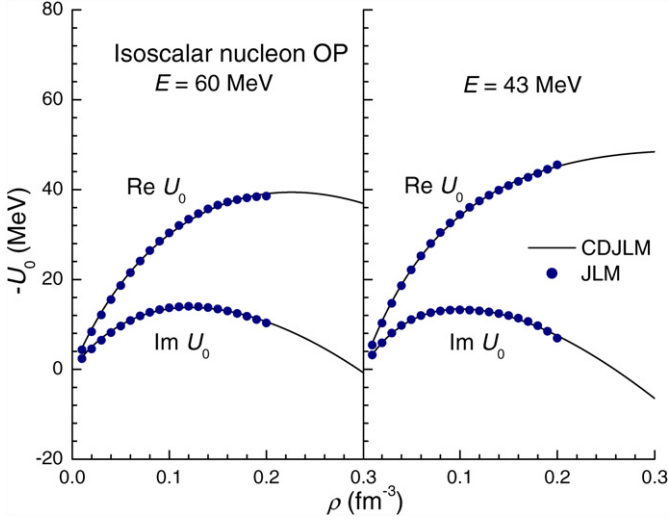 80
60
40
20
0
-20
-U₀ (MeV)
Isoscalar nucleon OP
E = 60 MeV
Re U₀
Im U₀
E = 43 MeV
Re U₀
CDJLM
JLM
Im U₀
0.0 0.1 0.2 0.3 0.1 0.2 0.3
ρ (fm⁻³)